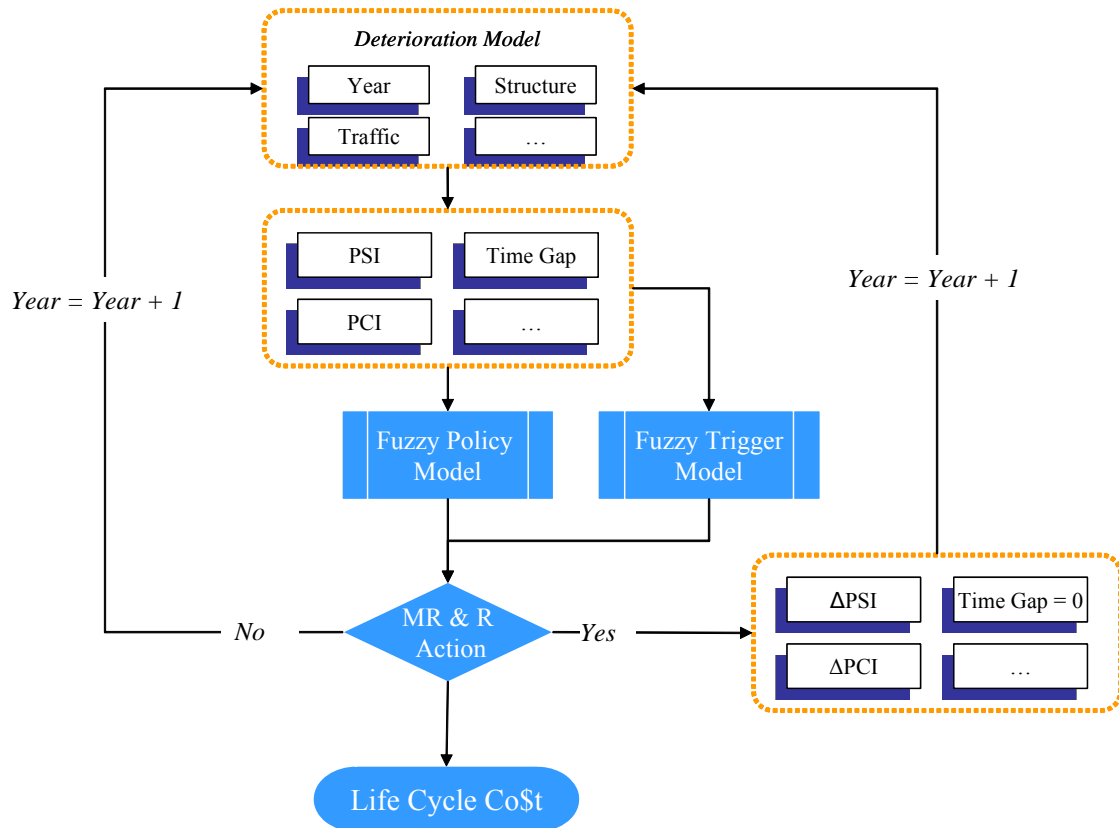 Deterioration Model
Year
Structure
Traffic
…
PSI
Time Gap
PCI
…
Year = Year + 1
Year = Year + 1
Fuzzy Policy
Model
Fuzzy Trigger
Model
MR & R
Action
No
Yes
ΔPSI
Time Gap = 0
ΔPCI
…
Life Cycle Co$t